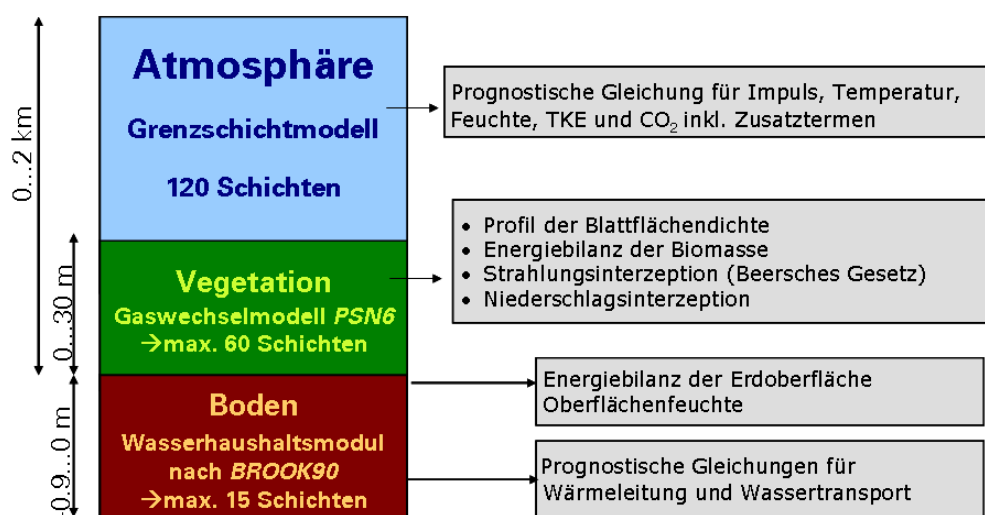 0...2 km
Atmosphäre
Grenzschichtmodell
120 Schichten
Prognostische Gleichung für Impuls, Temperatur,
Feuchte, TKE und CO₂ inkl. Zusatztermen
0...30 m
Vegetation
Gaswechselmodell PSN6
→max. 60 Schichten
• Profil der Blattflächendichte
• Energiebilanz der Biomasse
• Strahlungsinterzeption (Beersches Gesetz)
• Niederschlagsinterzeption
-0.9...0 m
Boden
Wasserhaushaltsmodul
nach BROOK90
→max. 15 Schichten
Energiebilanz der Erdoberfläche
Oberflächenfeuchte
Prognostische Gleichungen für
Wärmeleitung und Wassertransport